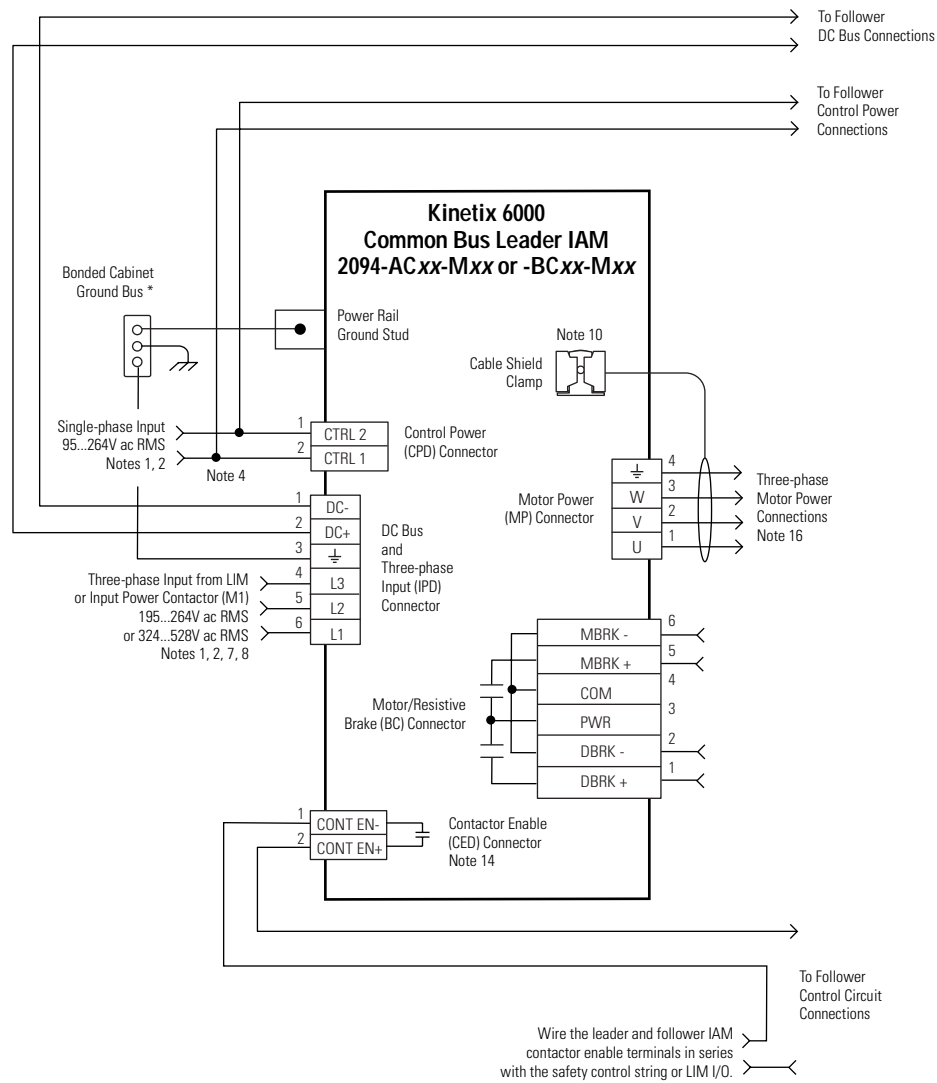 To Follower
DC Bus Connections
To Follower
Control Power
Connections
Kinetix 6000
Common Bus Leader IAM
2094-ACxx-Mxx or -BCxx-Mxx
Bonded Cabinet
Ground Bus *
Power Rail
Ground Stud
Note 10
Cable Shield
Clamp
Single-phase Input
95...264V ac RMS
Notes 1, 2
Note 4
1
CTRL 2
2
CTRL 1
Control Power
(CPD) Connector
1
DC-
2
DC+
3
4
L3
5
L2
6
L1
DC Bus
and
Three-phase
Input (IPD)
Connector
Three-phase Input from LIM
or Input Power Contactor (M1)
195...264V ac RMS
or 324...528V ac RMS
Notes 1, 2, 7, 8
Motor Power
(MP) Connector
4
W
3
V
2
U
1
Three-phase
Motor Power
Connections
Note 16
Motor/Resistive
Brake (BC) Connector
MBRK -
6
MBRK +
5
COM
4
PWR
3
DBRK -
2
DBRK +
1
1
CONT EN-
2
CONT EN+
Contactor Enable
(CED) Connector
Note 14
To Follower
Control Circuit
Connections
Wire the leader and follower IAM
contactor enable terminals in series
with the safety control string or LIM I/O.